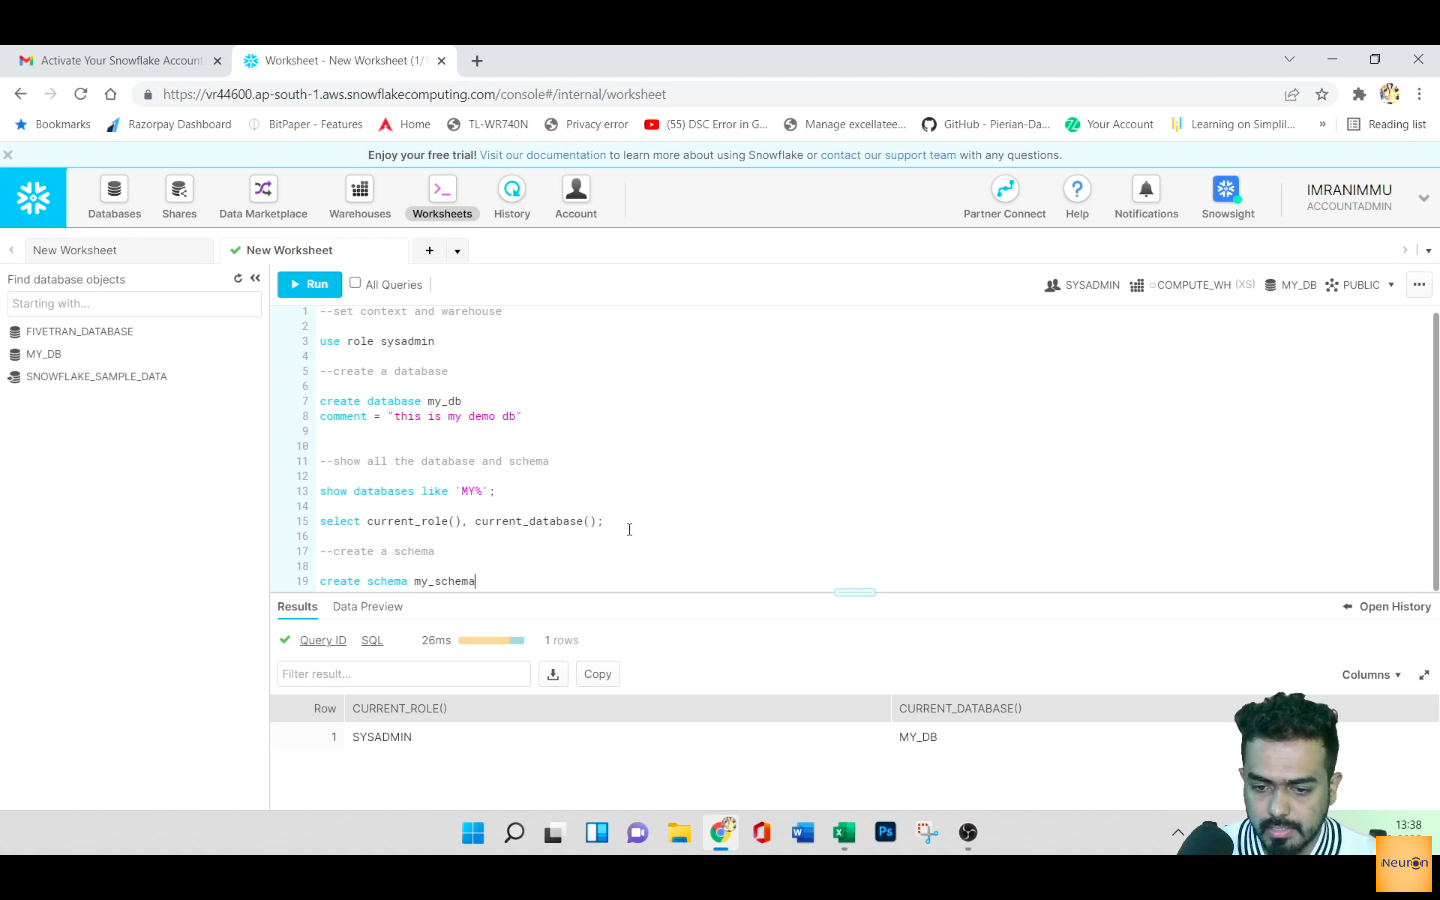 Activate Your Snowflake Account
Worksheet - New Worksheet (1/
https://vr44600.ap-south-1.aws.snowflakecomputing.com/console#/internal/worksheet
Bookmarks
Razorpay Dashboard
BitPaper - Features
Home
TL-WR740N
Privacy error
(55) DSC Error in G...
Manage excellatee...
GitHub - Pierian-Da...
Your Account
Learning on Simplil...
»
Reading list
Enjoy your free trial! Visit our documentation to learn more about using Snowflake or contact our support team with any questions.
Databases
Shares
Data Marketplace
Warehouses
Worksheets
History
Account
Partner Connect
Help
Notifications
Snowsight
IMRANIMMU
ACCOUNTADMIN
New Worksheet
New Worksheet
Find database objects
Starting with...
FIVETRAN_DATABASE
MY_DB
SNOWFLAKE_SAMPLE_DATA
Run
All Queries
SYSADMIN
COMPUTE_WH (XS)
MY_DB
PUBLIC
1 --set context and warehouse
2
3 use role sysadmin
4
5 --create a database
6
7 create database my_db
8 comment = "this is my demo db"
9
10
11 --show all the database and schema
12
13 show databases like 'MY%';
14
15 select current_role(), current_database();
16
17 --create a schema
18
19 create schema my_schema
Results
Data Preview
Open History
Query ID
SQL
26ms
1 rows
Filter result...
Copy
Columns
Row CURRENT_ROLE() CURRENT_DATABASE()
1 SYSADMIN MY_DB
13:38
Neuron